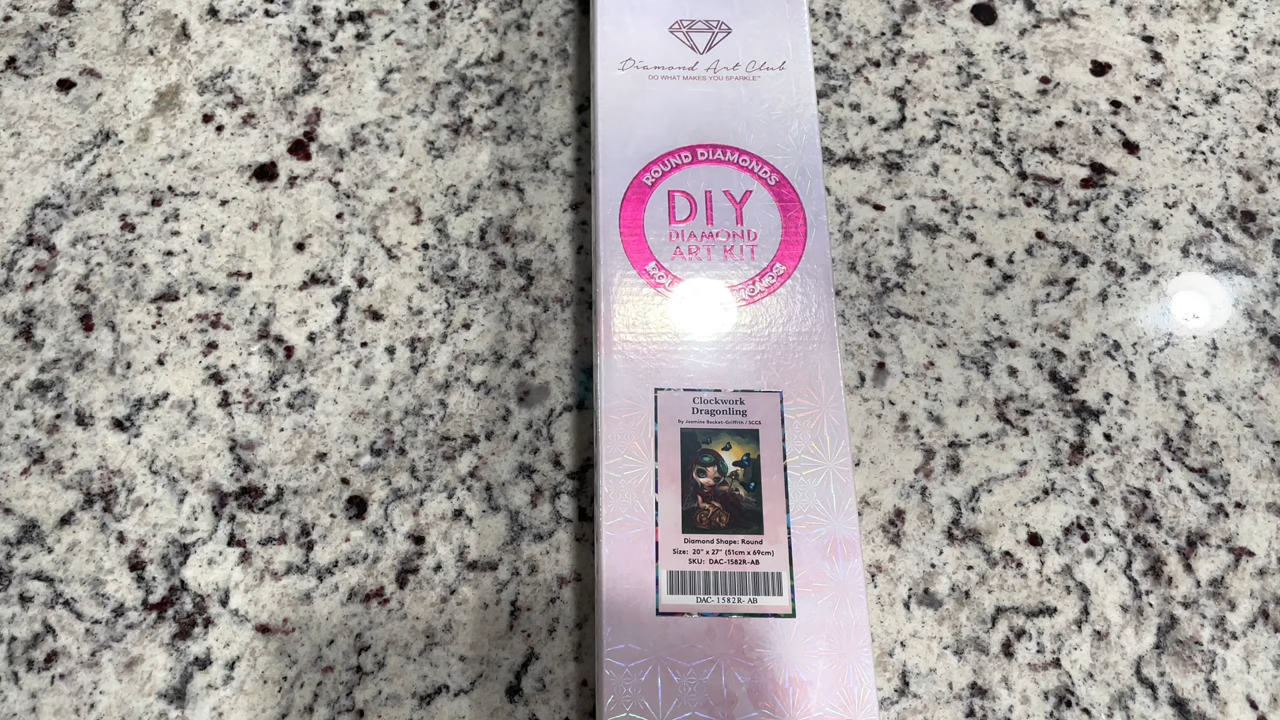 Diamond Art Club
DO WHAT MAKES YOU SPARKLE™
ROUND DIAMONDS
DIY
DIAMOND
ART KIT
Clockwork
Dragonling
By Jasmine Becket-Griffith / SCGS
Diamond Shape: Round
Size: 20" x 27" (51cm x 69cm)
SKU: DAC-1582R-AB
DAC- 1582R- AB